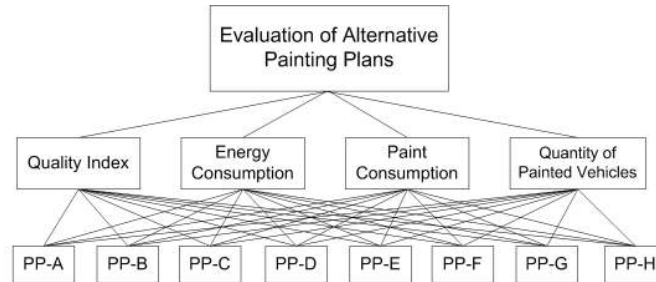 Evaluation of Alternative
Painting Plans
Quality Index
Energy
Consumption
Paint
Consumption
Quantity of
Painted Vehicles
PP-A
PP-B
PP-C
PP-D
PP-E
PP-F
PP-G
PP-H